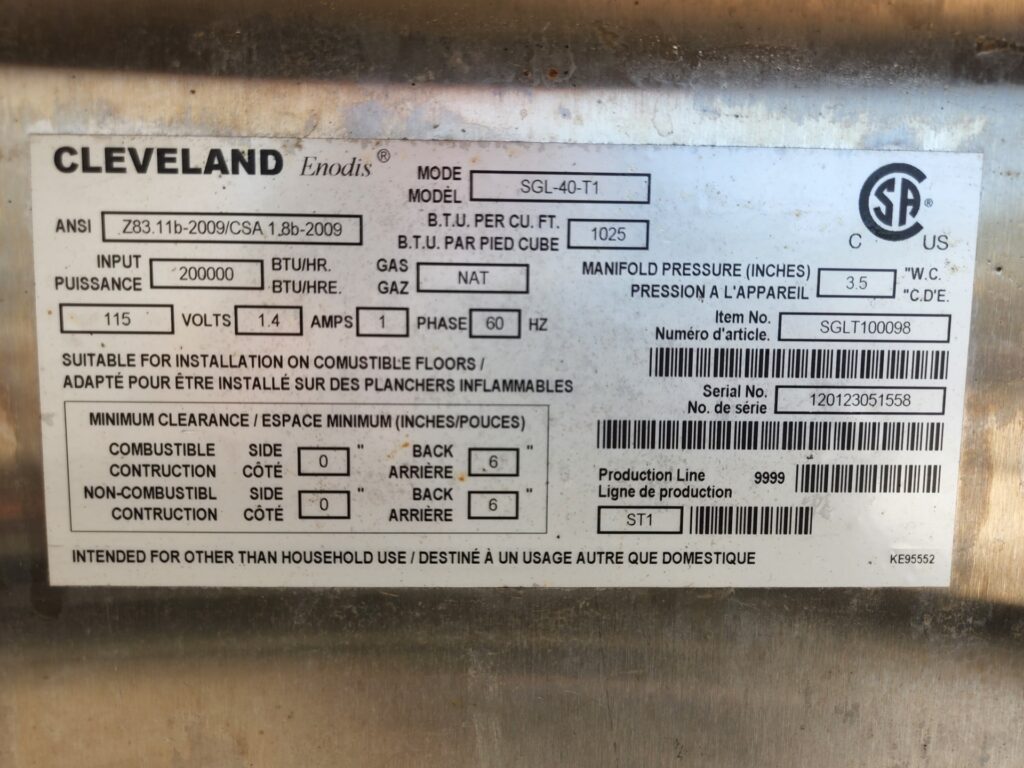 CLEVELAND Enodis®
MODE
MODÈL SGL-40-T1
CSA®
C US
ANSI Z83.11b-2009/CSA 1.8b-2009
B.T.U. PER CU. FT.
B.T.U. PAR PIED CUBE 1025
INPUT
PUISSANCE 200000 BTU/HR.
BTU/HRE.
GAS
GAZ NAT
MANIFOLD PRESSURE (INCHES)
PRESSION A L'APPAREIL 3.5 "W.C.
"C.D'E.
115 VOLTS 1.4 AMPS 1 PHASE 60 HZ
Item No.
Numéro d'article. SGLT100098
SUITABLE FOR INSTALLATION ON COMUSTIBLE FLOORS /
ADAPTÉ POUR ÊTRE INSTALLÉ SUR DES PLANCHERS INFLAMMABLES
Serial No.
No. de série 120123051558
MINIMUM CLEARANCE / ESPACE MINIMUM (INCHES/POUCES)
COMBUSTIBLE
CONTRUCTION SIDE
CÔTÉ 0 " BACK
ARRIÈRE 6 "
NON-COMBUSTIBL
CONTRUCTION SIDE
CÔTÉ 0 " BACK
ARRIÈRE 6 "
Production Line
Ligne de production 9999
ST1
INTENDED FOR OTHER THAN HOUSEHOLD USE / DESTINÉ À UN USAGE AUTRE QUE DOMESTIQUE
KE95552